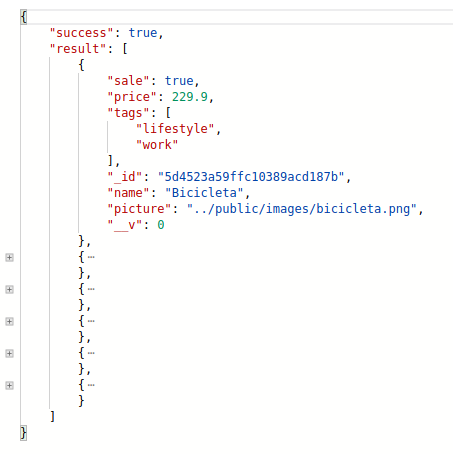 {
    "success": true,
    "result": [
        {
            "sale": true,
            "price": 229.9,
            "tags": [
                "lifestyle",
                "work"
            ],
            "_id": "5d4523a59ffc10389acd187b",
            "name": "Bicicleta",
            "picture": "../public/images/bicicleta.png",
            "__v": 0
        },
        {⋯
        },
        {⋯
        },
        {⋯
        },
        {⋯
        },
        {⋯
        }
    ]
}